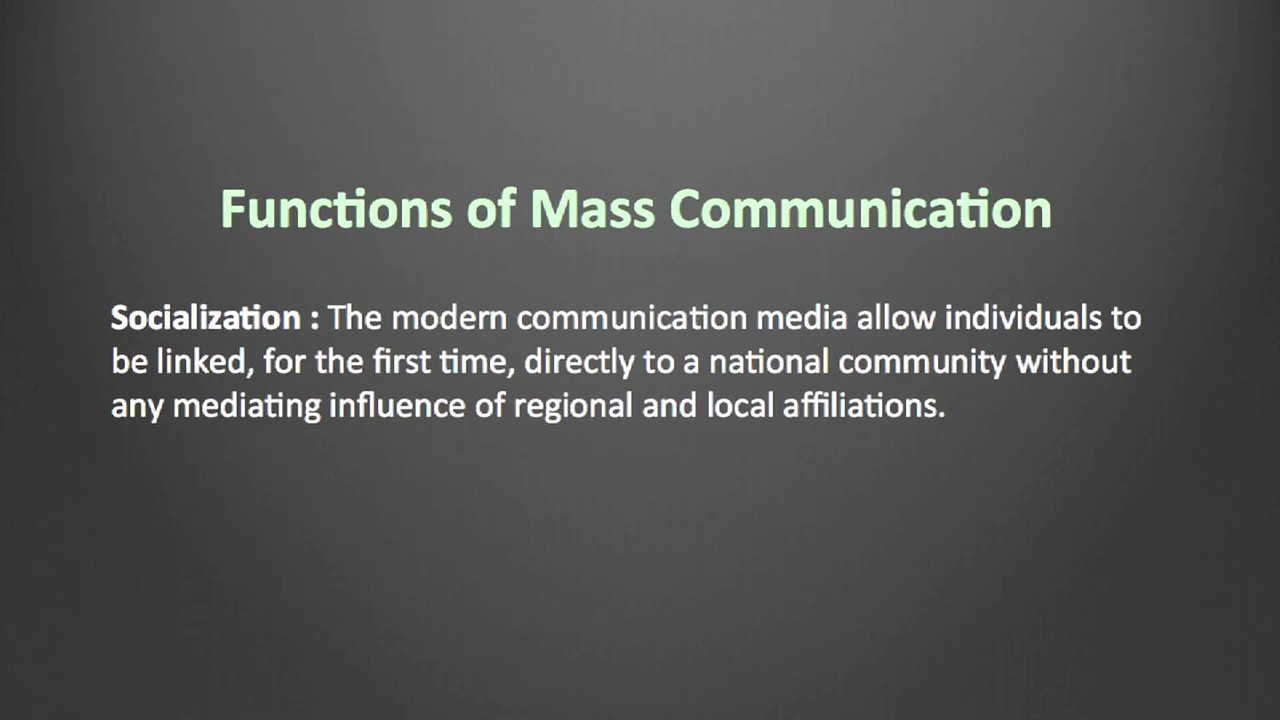 Functions of Mass Communication
Socialization : The modern communication media allow individuals to
be linked, for the first time, directly to a national community without
any mediating influence of regional and local affiliations.